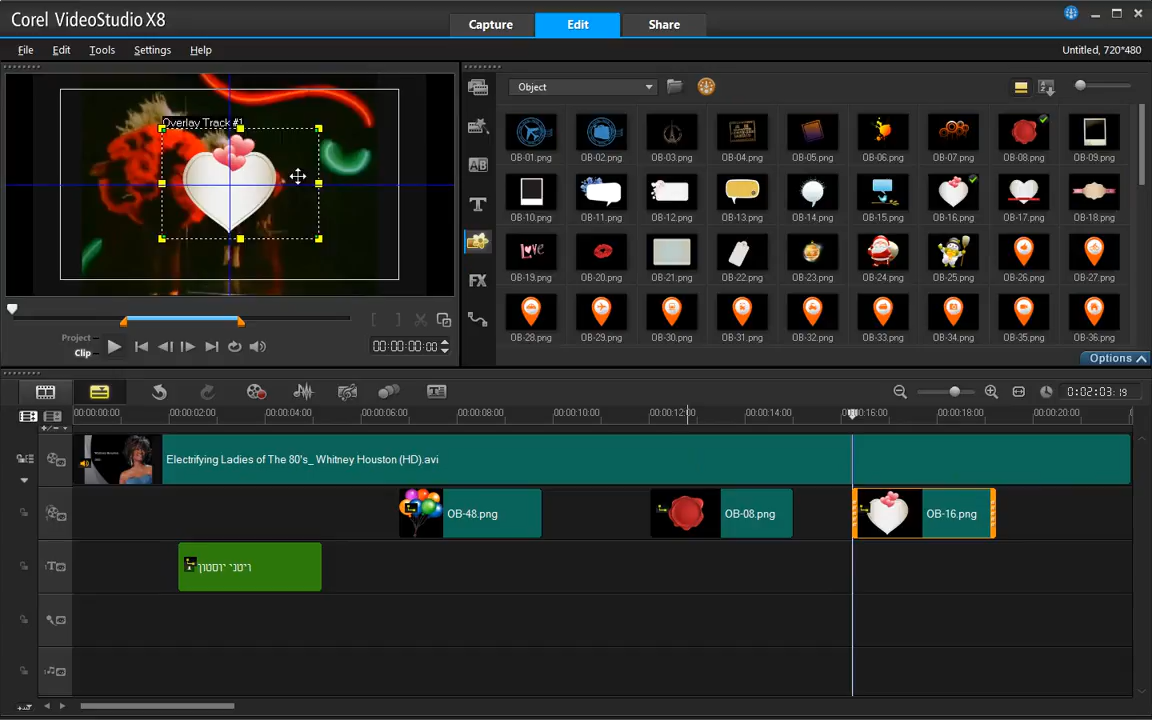 Corel VideoStudio X8
Capture
Edit
Share
File
Edit
Tools
Settings
Help
Untitled, 720*480
Overlay Track #1
Project
Clip
00:00:00:00
Object
OB-01.png
OB-02.png
OB-03.png
OB-04.png
OB-05.png
OB-06.png
OB-07.png
OB-08.png
OB-09.png
OB-10.png
OB-11.png
OB-12.png
OB-13.png
OB-14.png
OB-15.png
OB-16.png
OB-17.png
OB-18.png
OB-19.png
OB-20.png
OB-21.png
OB-22.png
OB-23.png
OB-24.png
OB-25.png
OB-26.png
OB-27.png
OB-28.png
OB-29.png
OB-30.png
OB-31.png
OB-32.png
OB-33.png
OB-34.png
OB-35.png
OB-36.png
Options
0:02:03:19
00:00:00:00
00:00:02:00
00:00:04:00
00:00:06:00
00:00:08:00
00:00:10:00
00:00:12:00
00:00:14:00
00:00:16:00
00:00:18:00
00:00:20:00
Electrifying Ladies of The 80's_ Whitney Houston (HD).avi
OB-48.png
OB-08.png
OB-16.png
ויטני יוסטון